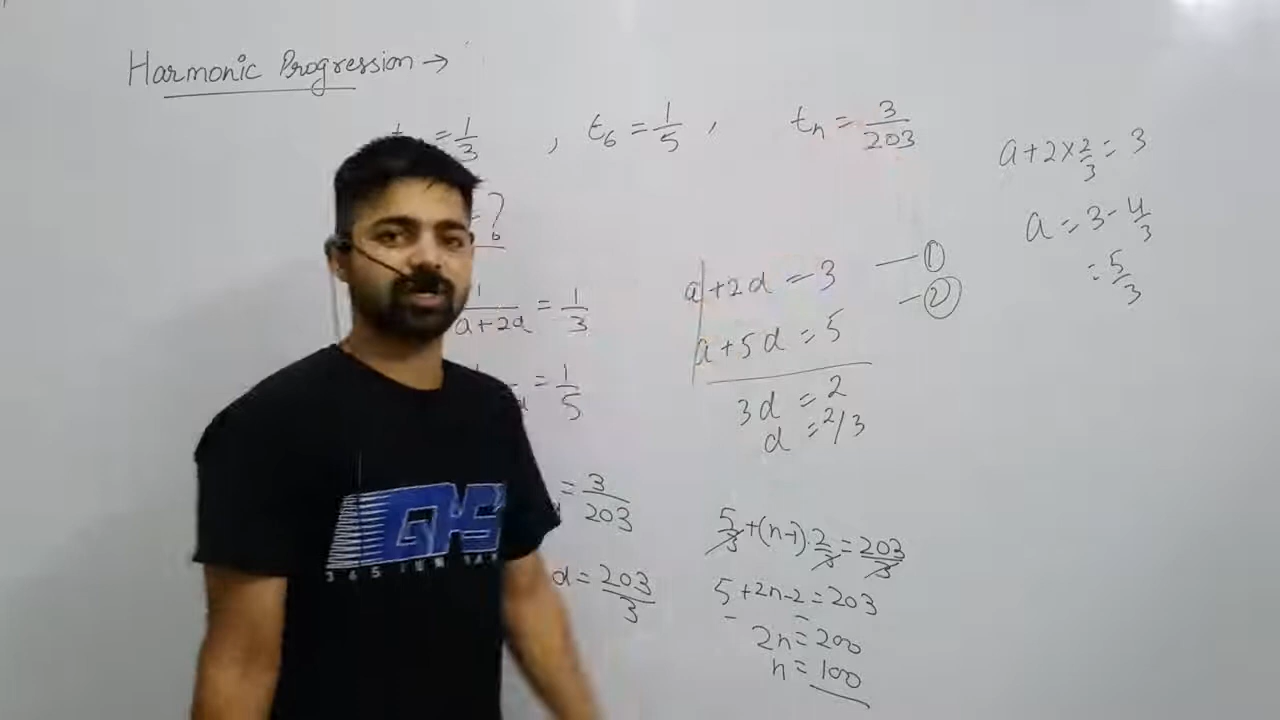 Harmonic Progression →
t = 1/3 , t6 = 1/5 , tn = 3/203
= ?
1/(a+2d) = 1/3
= 1/5
= 3/203
d = 203/3
a + 2d = 3 — ①
a + 5d = 5 — ②
3d = 2
d = 2/3
5/3 + (n-1) . 2/3 = 203/3
5 + 2n - 2 = 203
2n = 200
n = 100
a + 2 × 2/3 = 3
a = 3 - 4/3
= 5/3
GHS
365